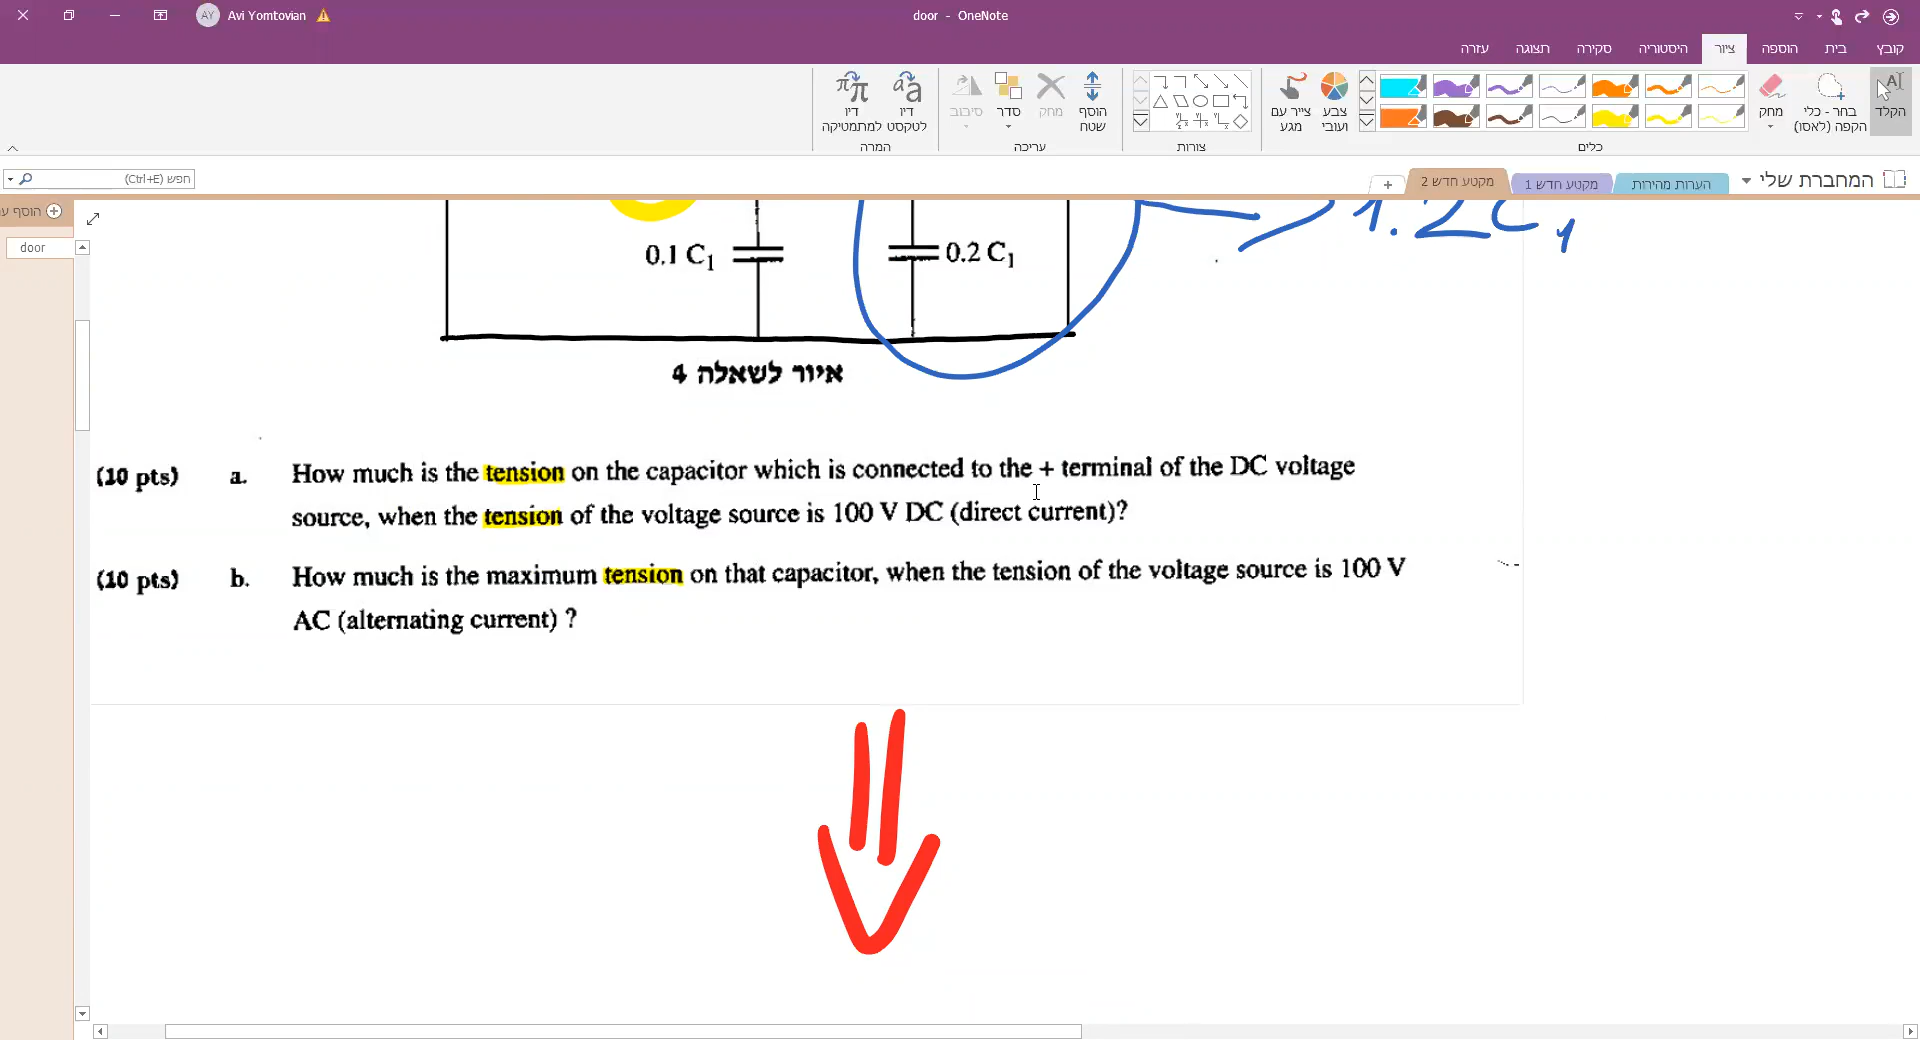 Avi Yomtovian
AY
door - OneNote
קובץ
בית
הוספה
ציור
היסטוריה
סקירה
תצוגה
עזרה
הקלד
בחר - כלי
הקפה (לאסו)
מחק
כלים
צבע
ועובי
צייר עם
מגע
צורות
הוסף
שטח
מחק
סדר
סיבוב
עריכה
דיו
לטקסט
דיו
למתמטיקה
המרה
חפש (Ctrl+E)
המחברת שלי
הערות מהירות
מקטע חדש 1
מקטע חדש 2
+
הוסף
door
1.2C1
0.1 C1
0.2 C1
איור לשאלה 4
(10 pts) a. How much is the tension on the capacitor which is connected to the + terminal of the DC voltage
source, when the tension of the voltage source is 100 V DC (direct current)?
(10 pts) b. How much is the maximum tension on that capacitor, when the tension of the voltage source is 100 V
AC (alternating current) ?